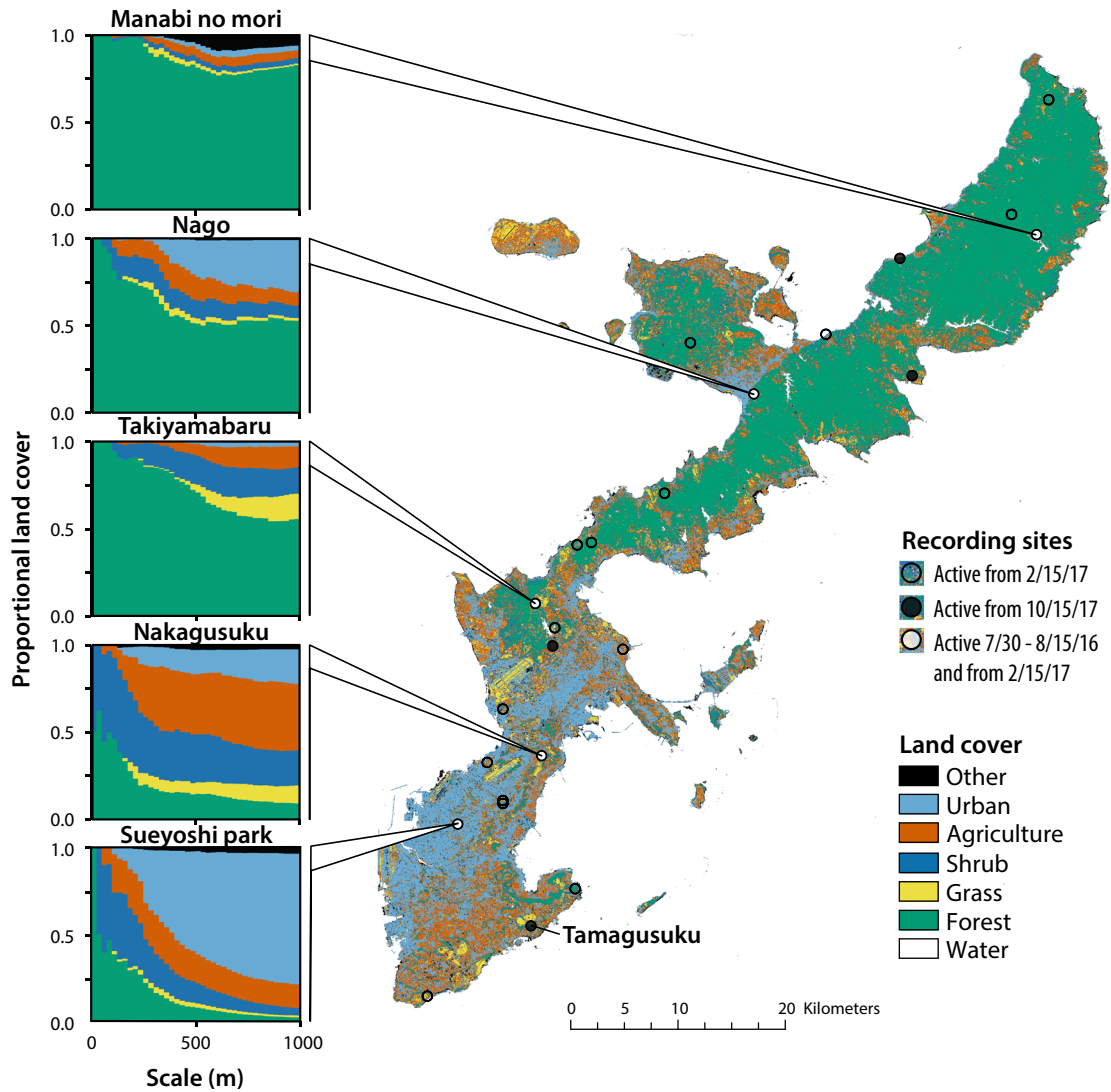 Manabi no mori
1.0
0.5
0.0
Nago
1.0
0.5
0.0
Takiyamabaru
1.0
0.5
0.0
Nakagusuku
1.0
0.5
0.0
Sueyoshi park
1.0
0.5
0.0
0
500
1000
Scale (m)
Proportional land cover
Tamagusuku
0
5
10
20
Kilometers
Recording sites
Active from 2/15/17
Active from 10/15/17
Active 7/30 - 8/15/16
and from 2/15/17
Land cover
Other
Urban
Agriculture
Shrub
Grass
Forest
Water